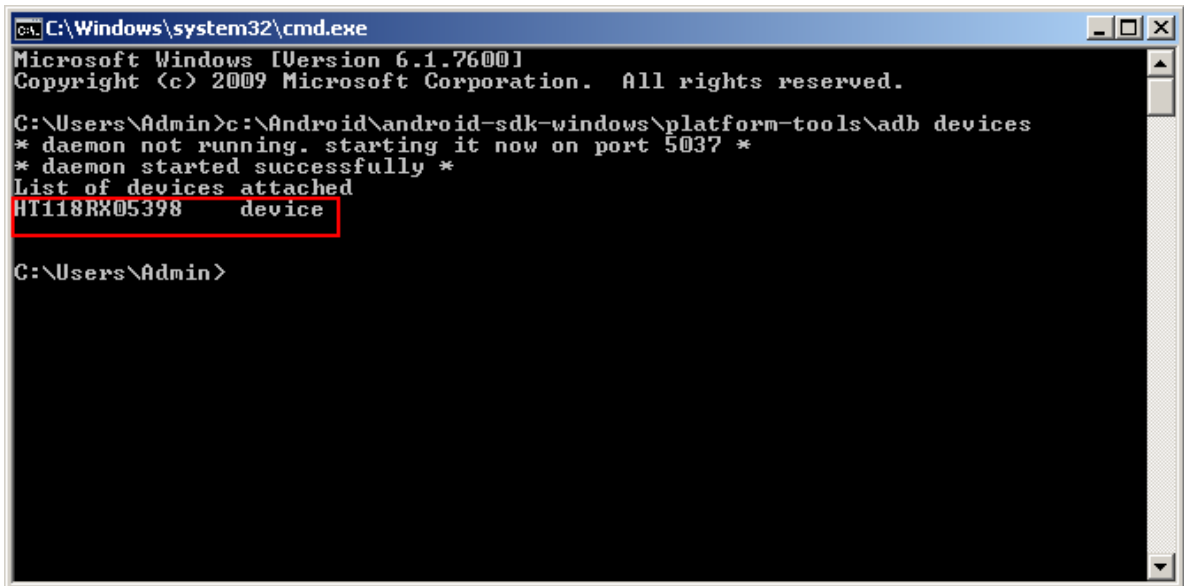 C:\Windows\system32\cmd.exe
Microsoft Windows [Version 6.1.7600]
Copyright (c) 2009 Microsoft Corporation.  All rights reserved.
C:\Users\Admin>c:\Android\android-sdk-windows\platform-tools\adb devices
* daemon not running. starting it now on port 5037 *
* daemon started successfully *
List of devices attached
HT118RX05398    device
C:\Users\Admin>